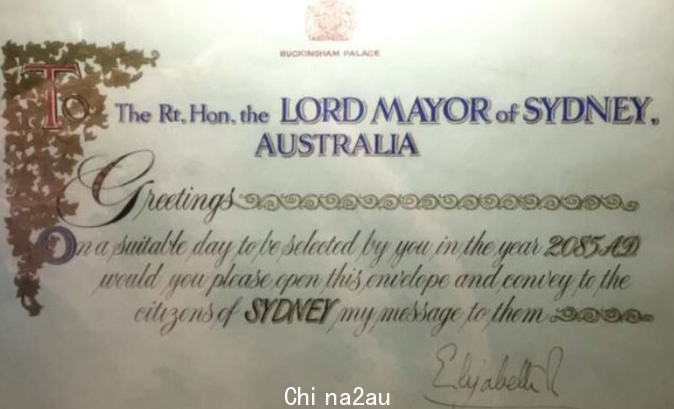 BUCKINGHAM PALACE
To The Rt. Hon. the LORD MAYOR of SYDNEY,
AUSTRALIA
Greetings
On a suitable day to be selected by you in the year 2085 A.D
would you please open this envelope and convey to the
citizens of SYDNEY my message to them
Elizabeth R
Chi na2au